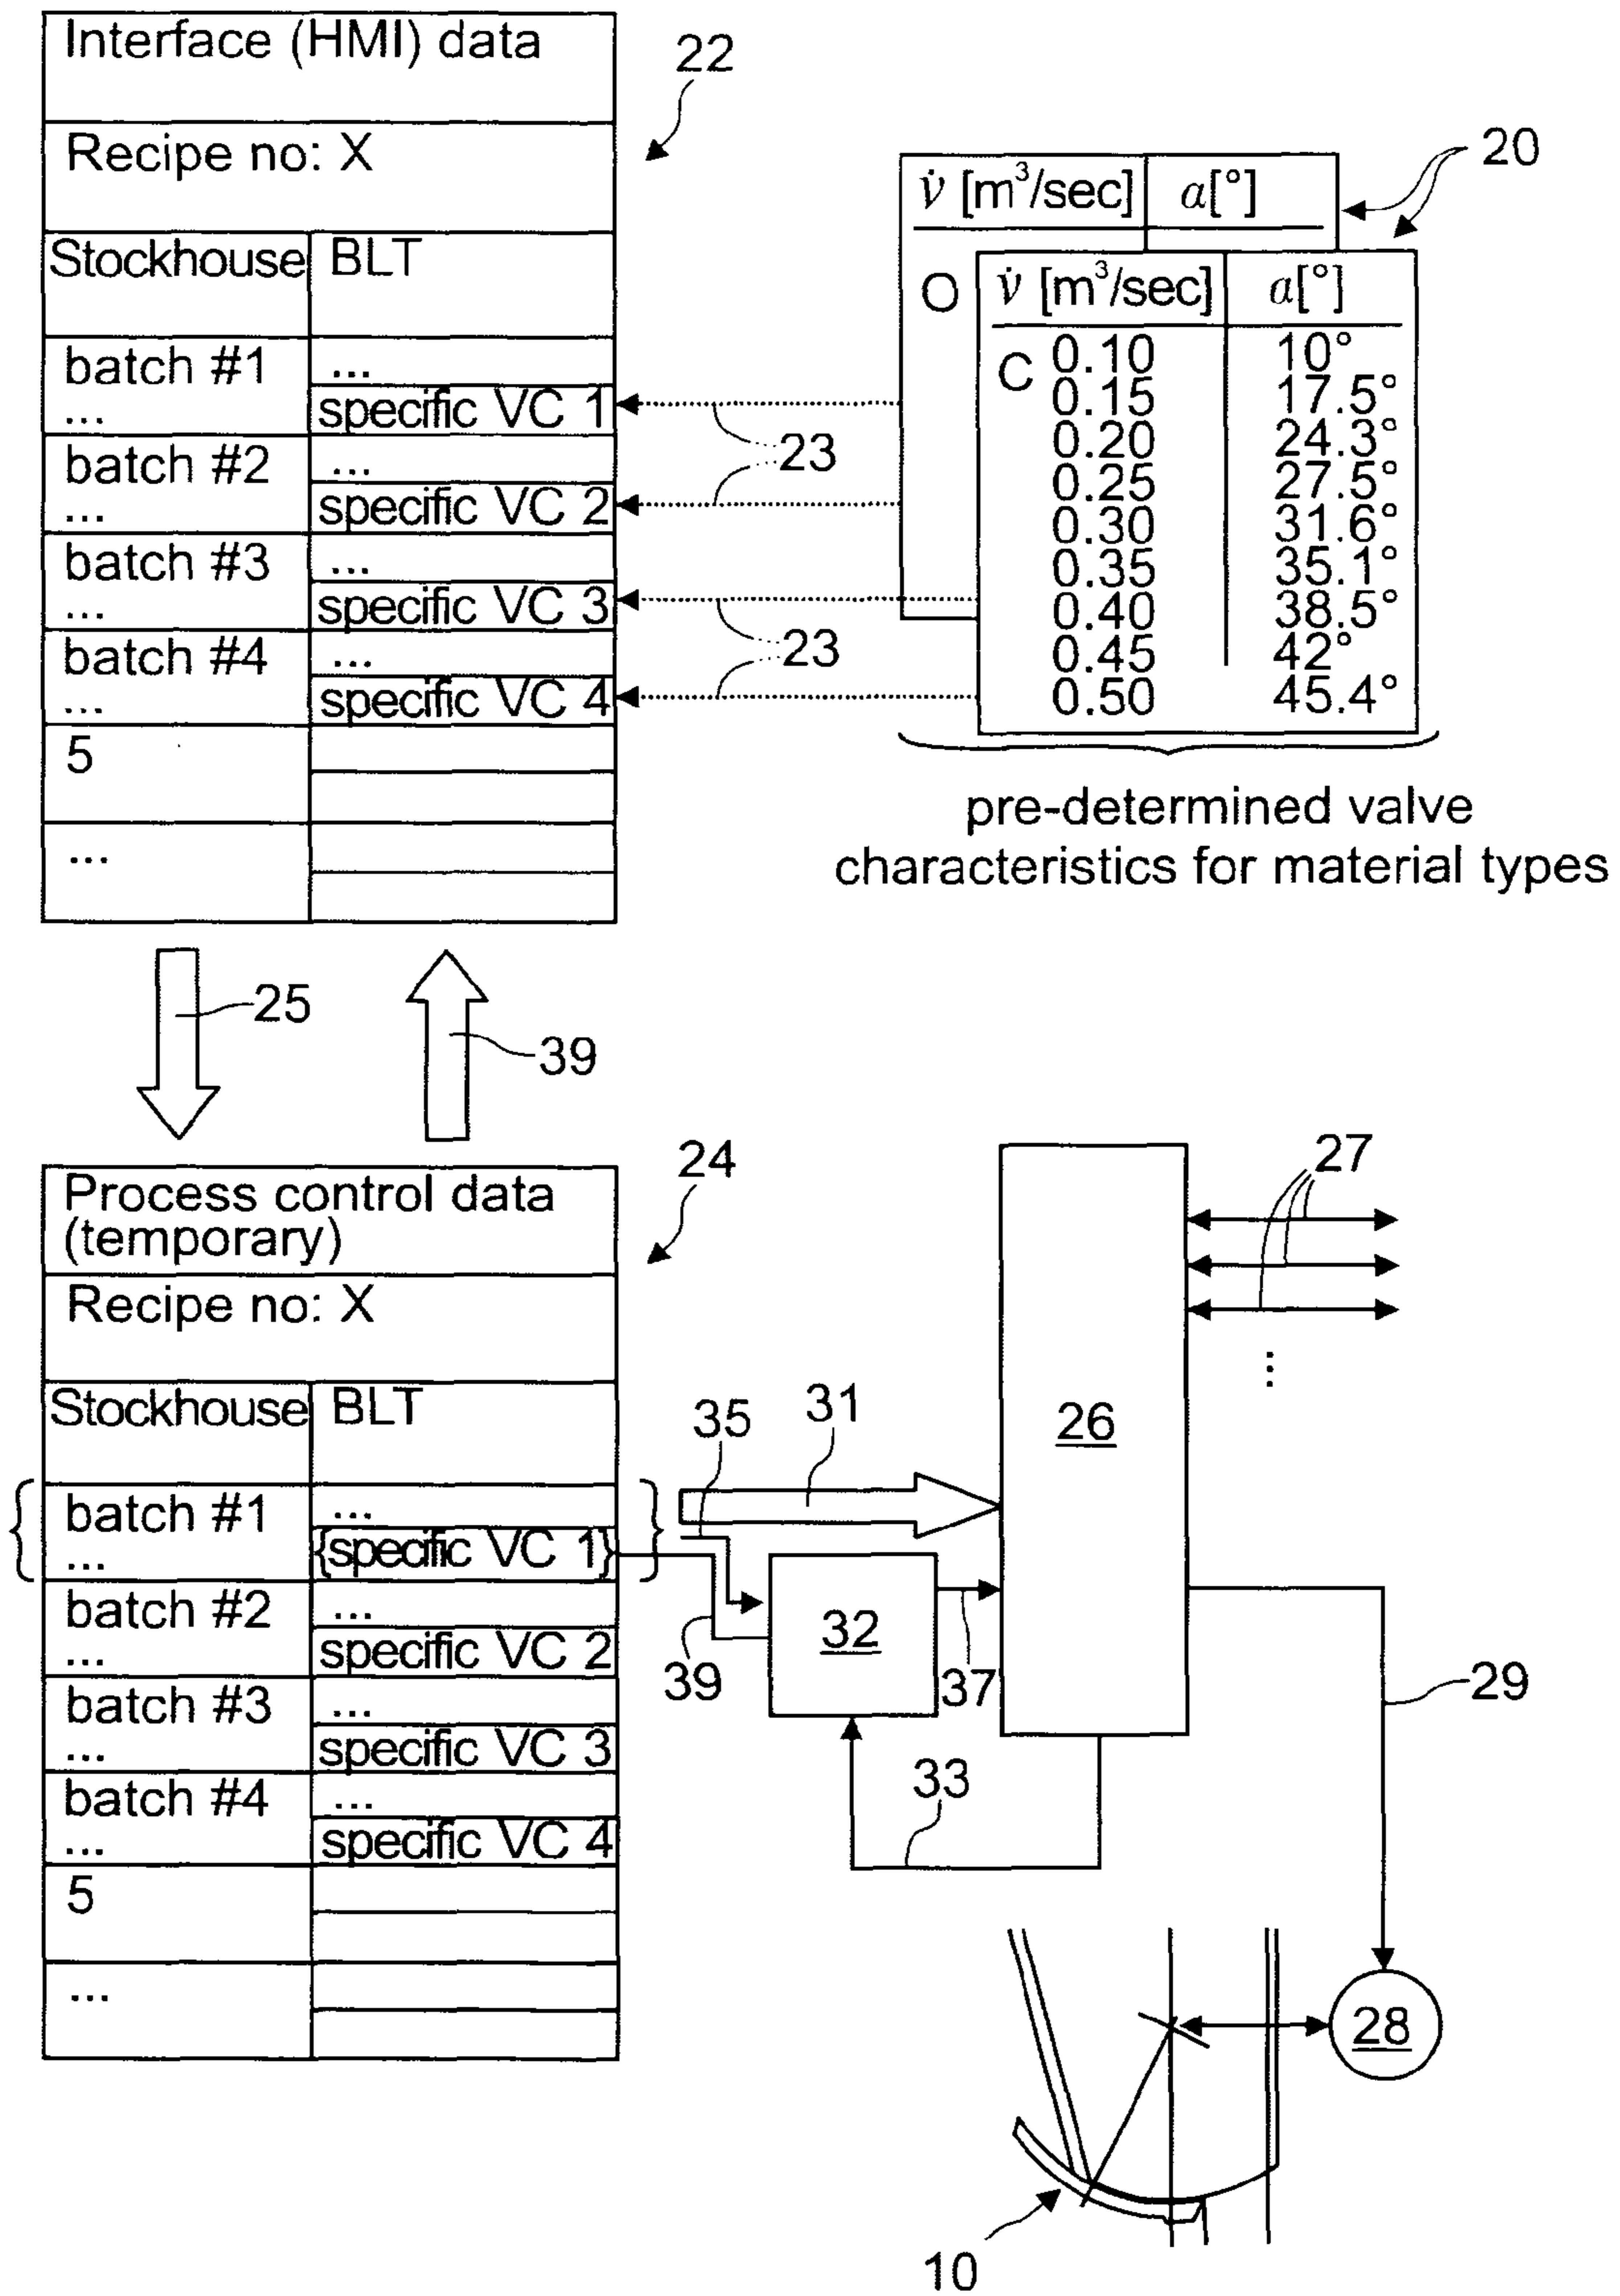 Interface (HMI) data
22
Recipe no: X
20
Stockhouse BLT
v̇ [m³/sec] α[°]
O
v̇ [m³/sec] α[°]
C
0.10 10°
0.15 17.5°
0.20 24.3°
0.25 27.5°
0.30 31.6°
0.35 35.1°
0.40 38.5°
0.45 42°
0.50 45.4°
batch #1 ...
... specific VC 1
23
batch #2 ...
... specific VC 2
batch #3 ...
... specific VC 3
23
batch #4 ...
... specific VC 4
5
...
pre-determined valve
characteristics for material types
25
39
24
27
Process control data
(temporary)
Recipe no: X
Stockhouse BLT
35
31
26
...
batch #1 ...
... {specific VC 1}
batch #2 ...
... specific VC 2
batch #3 ...
... specific VC 3
batch #4 ...
... specific VC 4
5
...
32
39
37
29
33
28
10